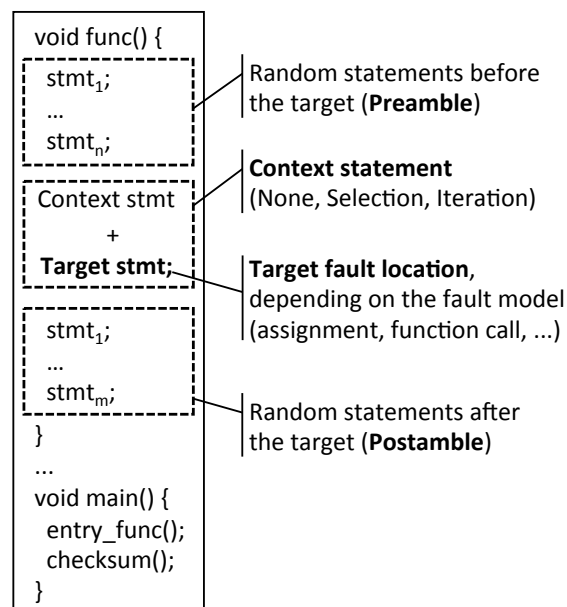 void func() {
stmt₁;
...
stmtₙ;
Context stmt
+
Target stmt;
stmt₁;
...
stmtₘ;
}
...
void main() {
entry_func();
checksum();
}
Random statements before
the target (Preamble)
Context statement
(None, Selection, Iteration)
Target fault location,
depending on the fault model
(assignment, function call, ...)
Random statements after
the target (Postamble)